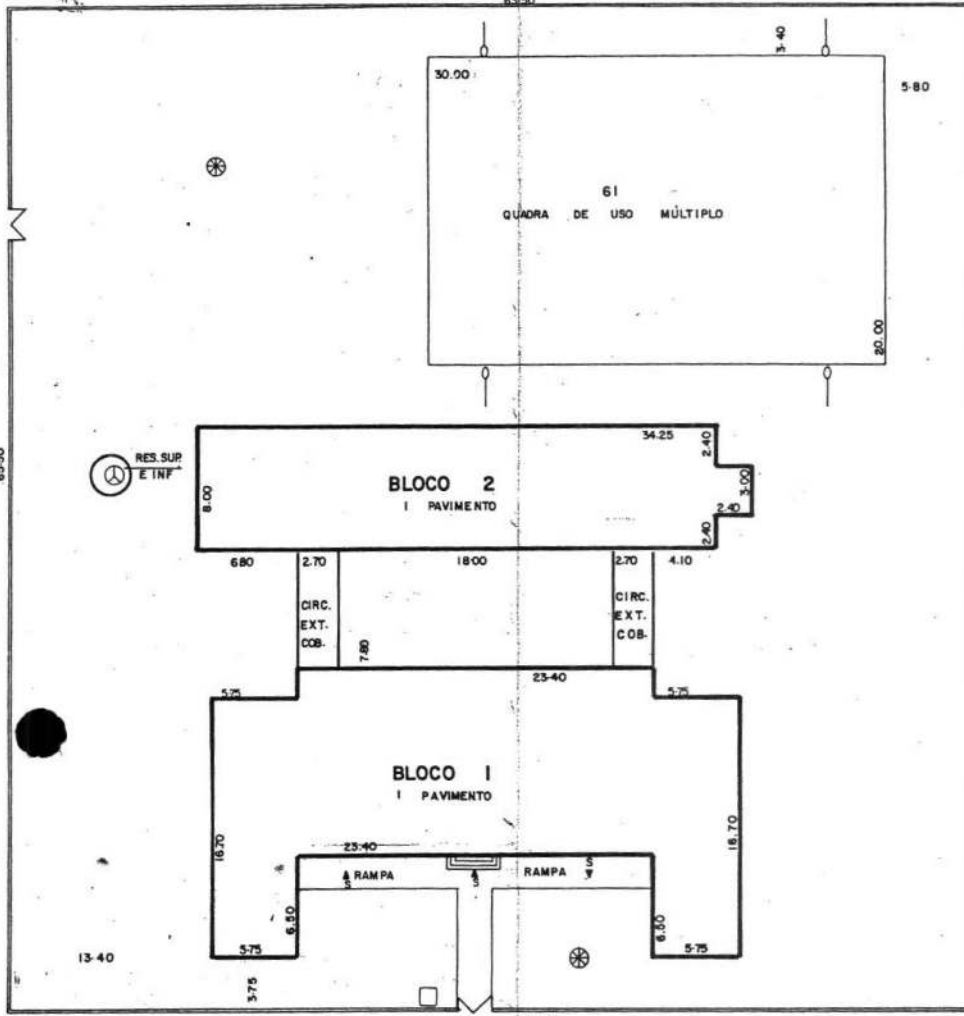 3·40
30.00
5·80
61
QUADRA DE USO MÚLTIPLO
20.00
34.25
2.40
RES. SUP.
E INF
BLOCO 2
1 PAVIMENTO
8.00
3·00
2.40
2.40
6.80
2.70
18.00
2.70
4.10
CIRC.
EXT.
COB.
CIRC.
EXT.
COB.
7.80
23·40
5.75
5·75
BLOCO 1
1 PAVIMENTO
16.70
16.70
23.40
S
RAMPA
S
RAMPA
S
6.50
6.50
5·75
5·75
13·40
3·75